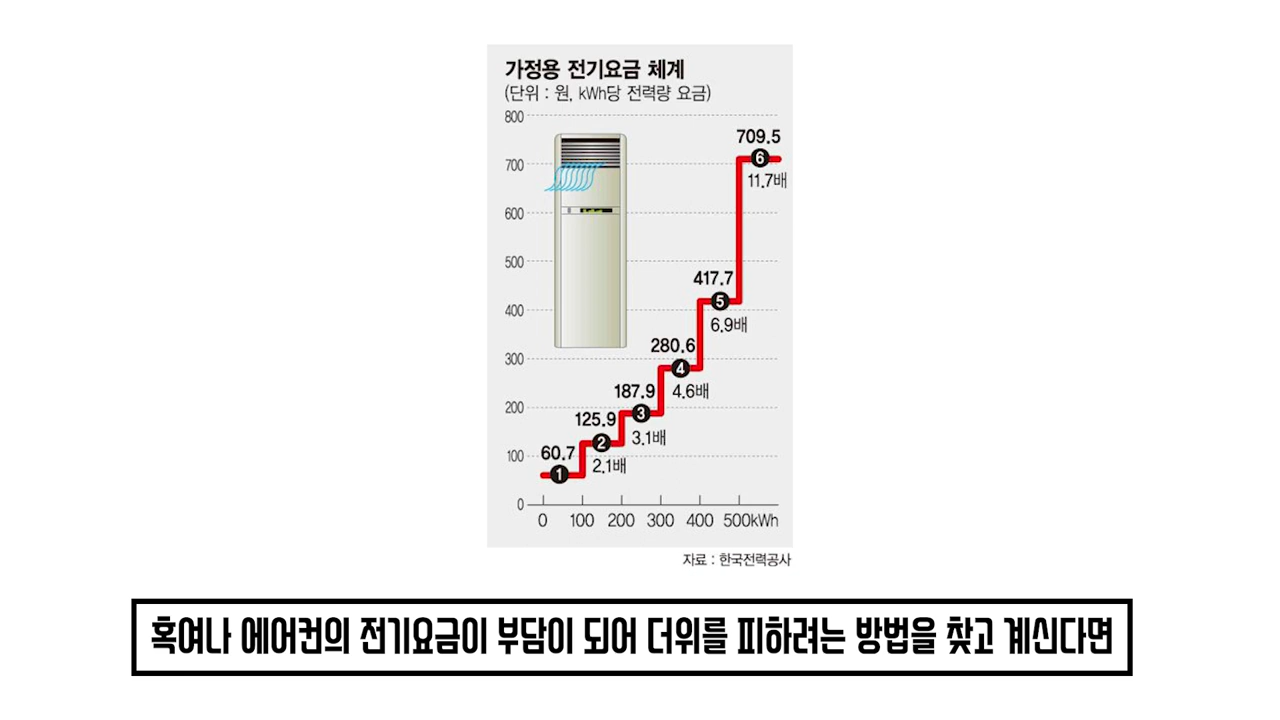 가정용 전기요금 체계
(단위 : 원, kWh당 전력량 요금)
800
700
600
500
400
300
200
100
0
709.5
6
11.7배
417.7
5
6.9배
280.6
4
4.6배
187.9
3
3.1배
125.9
2
2.1배
60.7
1
0 100 200 300 400 500kWh
자료 : 한국전력공사
혹여나 에어컨의 전기요금이 부담이 되어 더위를 피하려는 방법을 찾고 계신다면